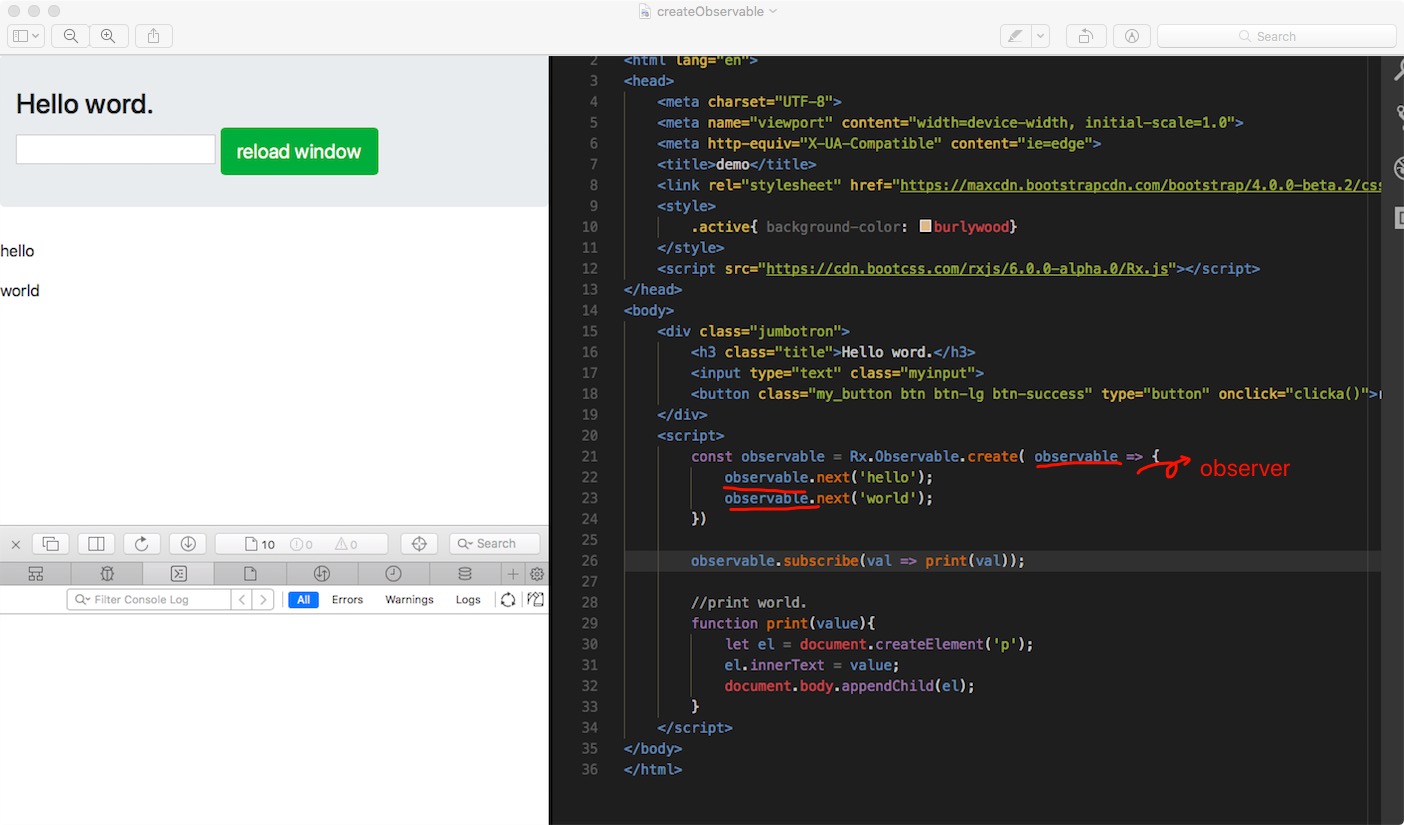 createObservable
Search
Hello word.
reload window
hello
world
10
0
0
Search
Filter Console Log
All
Errors
Warnings
Logs
2 <html lang="en">
3 <head>
4 <meta charset="UTF-8">
5 <meta name="viewport" content="width=device-width, initial-scale=1.0">
6 <meta http-equiv="X-UA-Compatible" content="ie=edge">
7 <title>demo</title>
8 <link rel="stylesheet" href="https://maxcdn.bootstrapcdn.com/bootstrap/4.0.0-beta.2/css
9 <style>
10 .active{ background-color: burlywood}
11 </style>
12 <script src="https://cdn.bootcss.com/rxjs/6.0.0-alpha.0/Rx.js"></script>
13 </head>
14 <body>
15 <div class="jumbotron">
16 <h3 class="title">Hello word.</h3>
17 <input type="text" class="myinput">
18 <button class="my_button btn btn-lg btn-success" type="button" onclick="clicka()">
19 </div>
20 <script>
21 const observable = Rx.Observable.create( observable => {
observer
22 observable.next('hello');
23 observable.next('world');
24 })
25
26 observable.subscribe(val => print(val));
27
28 //print world.
29 function print(value){
30 let el = document.createElement('p');
31 el.innerText = value;
32 document.body.appendChild(el);
33 }
34 </script>
35 </body>
36 </html>